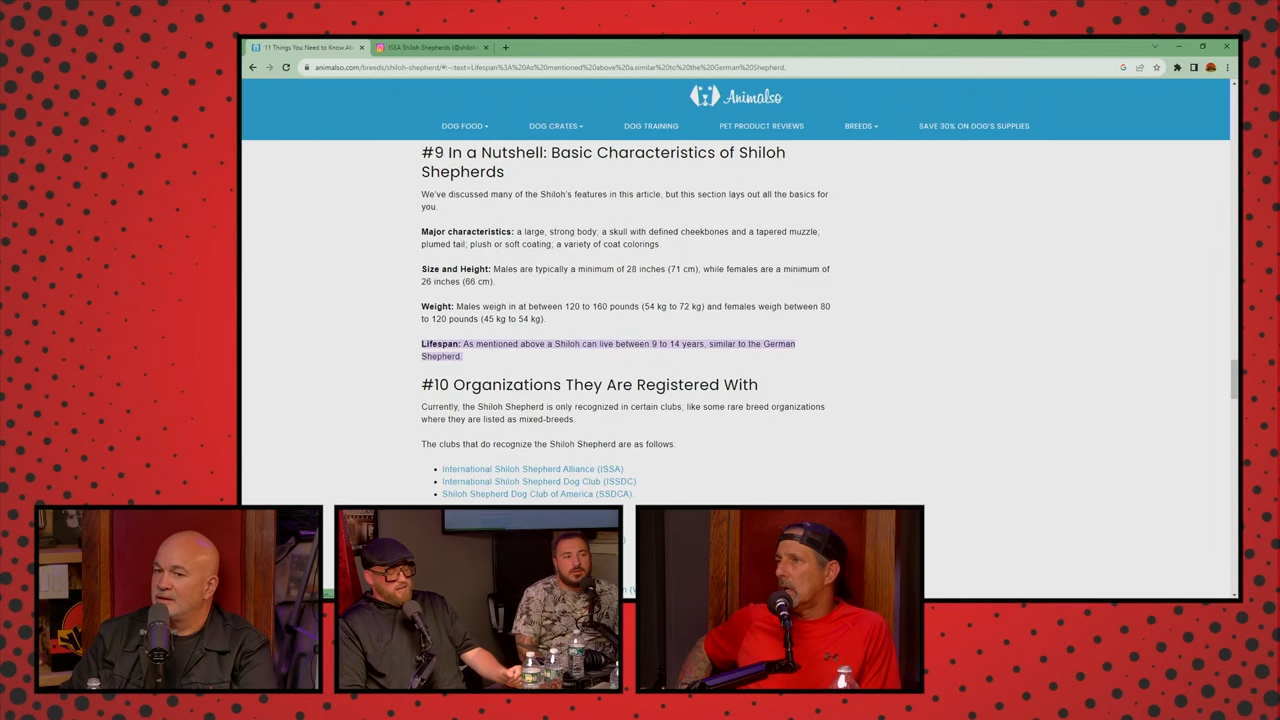 11 Things You Need to Know Ab
ISSA Shiloh Shepherds (@shiloh
animalso.com/breeds/shiloh-shepherd/#:~:text=Lifespan%3A%20As%20mentioned%20above%20a,similar%20to%20the%20German%20Shepherd.
Animalso
DOG FOOD
DOG CRATES
DOG TRAINING
PET PRODUCT REVIEWS
BREEDS
SAVE 30% ON DOG'S SUPPLIES
#9 In a Nutshell: Basic Characteristics of Shiloh
Shepherds
We've discussed many of the Shiloh's features in this article, but this section lays out all the basics for
you.
Major characteristics: a large, strong body; a skull with defined cheekbones and a tapered muzzle;
plumed tail; plush or soft coating; a variety of coat colorings.
Size and Height: Males are typically a minimum of 28 inches (71 cm), while females are a minimum of
26 inches (66 cm).
Weight: Males weigh in at between 120 to 160 pounds (54 kg to 72 kg) and females weigh between 80
to 120 pounds (45 kg to 54 kg).
Lifespan: As mentioned above a Shiloh can live between 9 to 14 years, similar to the German
Shepherd.
#10 Organizations They Are Registered With
Currently, the Shiloh Shepherd is only recognized in certain clubs, like some rare breed organizations
where they are listed as mixed-breeds.
The clubs that do recognize the Shiloh Shepherd are as follows:
International Shiloh Shepherd Alliance (ISSA)
International Shiloh Shepherd Dog Club (ISSDC)
Shiloh Shepherd Dog Club of America (SSDCA).